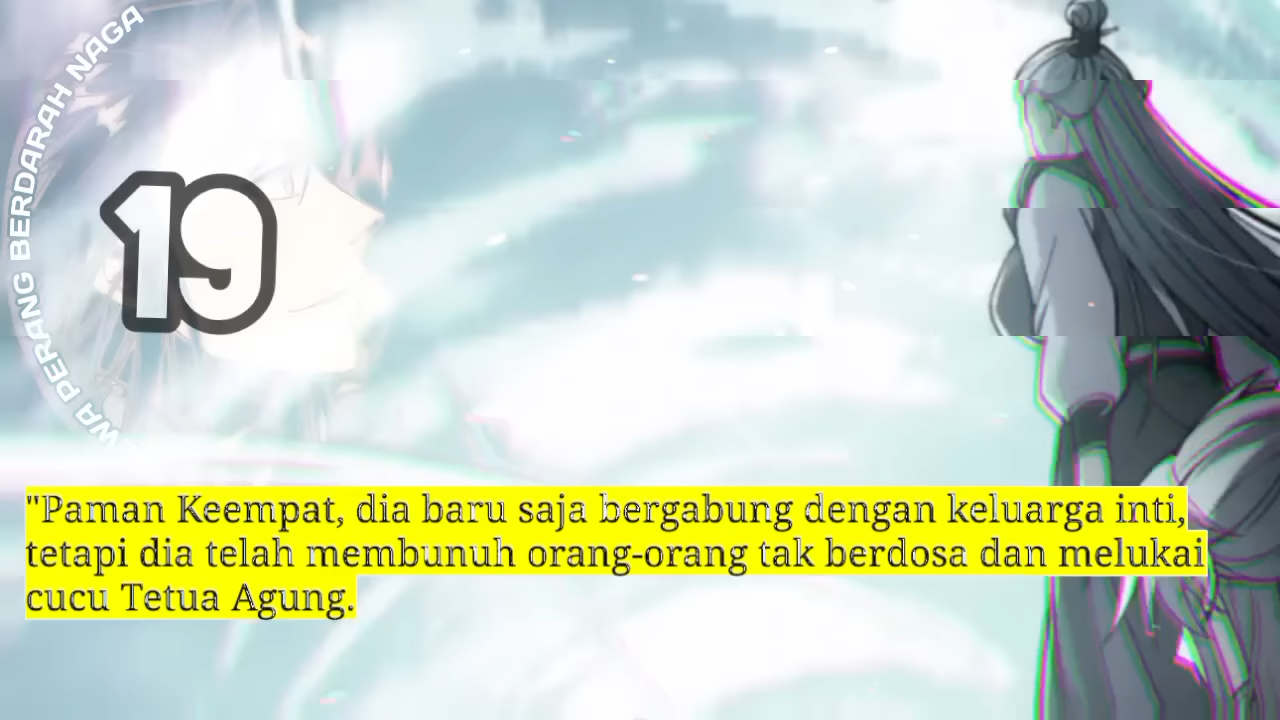 WA PERANG BERDARAH NAGA
19
"Paman Keempat, dia baru saja bergabung dengan keluarga inti,
tetapi dia telah membunuh orang-orang tak berdosa dan melukai
cucu Tetua Agung.